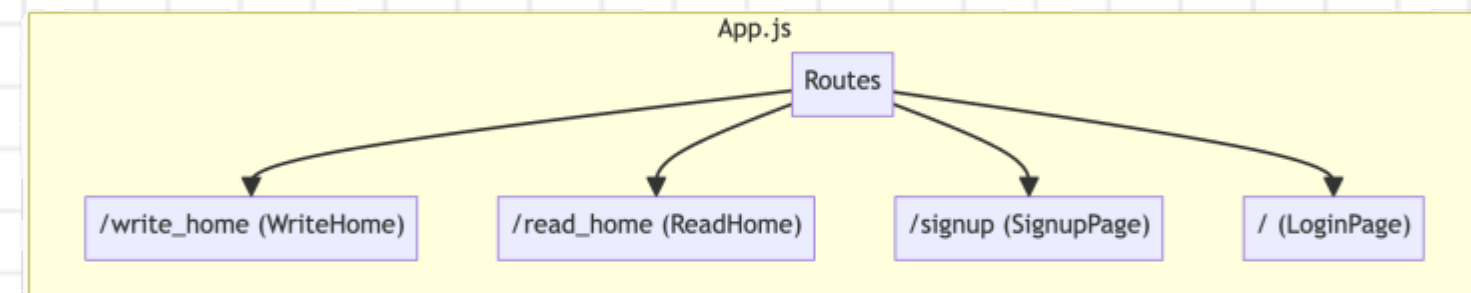 App.js
Routes
/write_home (WriteHome)
/read_home (ReadHome)
/signup (SignupPage)
/ (LoginPage)